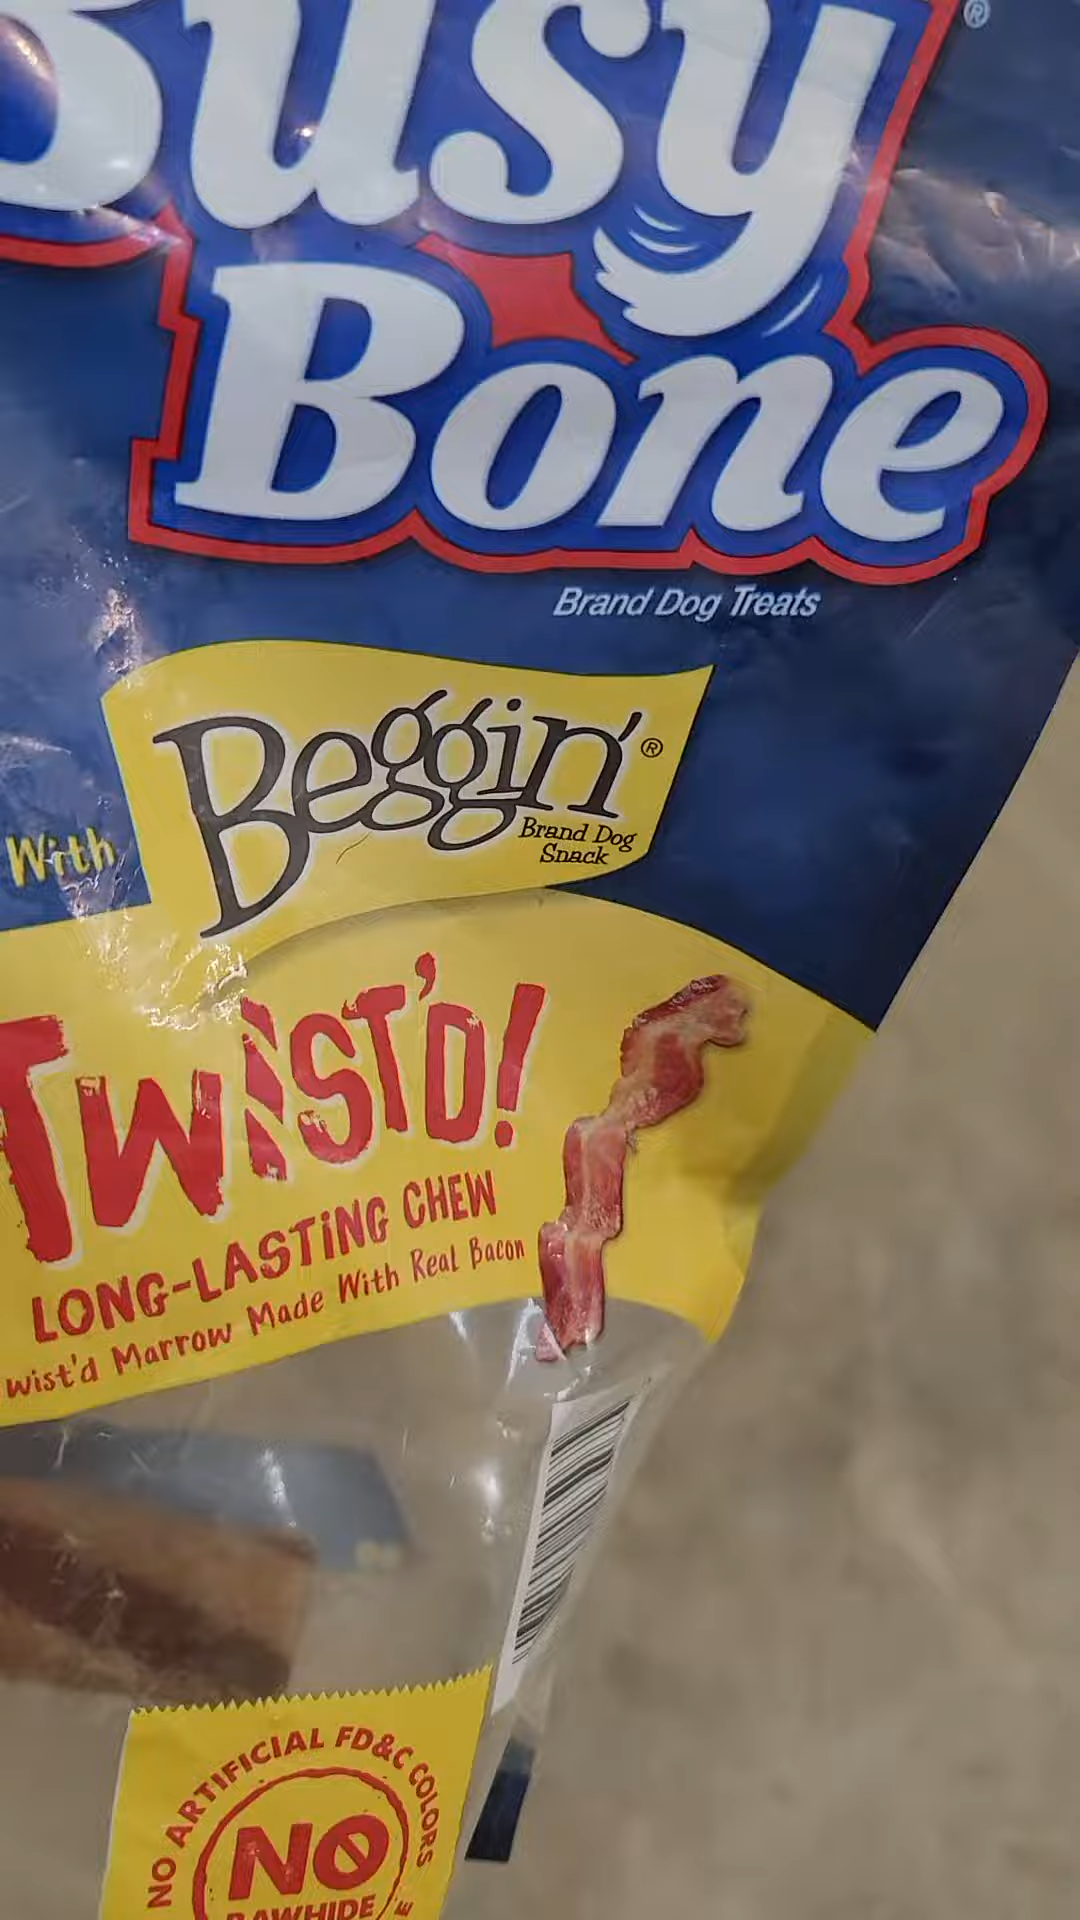 Busy
®
Bone
Brand Dog Treats
With
Beggin'®
Brand Dog
Snack
TWIST'D!
LONG-LASTING CHEW
wist'd Marrow Made With Real Bacon
NO ARTIFICIAL FD&C COLORS
NO
RAWHIDE